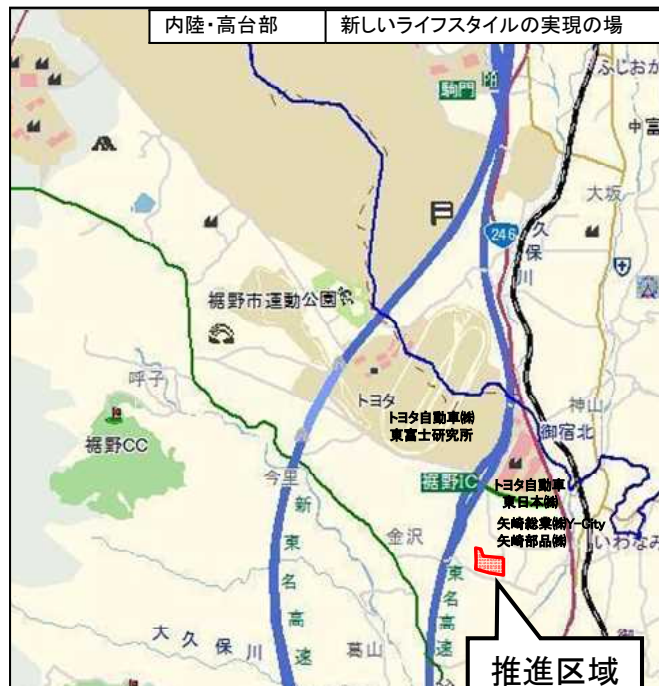 内陸・高台部
新しいライフスタイルの実現の場
駒門
ふじおか
中富
大坂
246
久保川
裾野市運動公園
呼子
トヨタ
トヨタ自動車㈱
東富士研究所
神山
御宿北
裾野CC
裾野IC
今里
トヨタ自動車
東日本㈱
矢崎総業㈱Y-City
矢崎部品㈱
いわなみ
金沢
新東名高速
東名高速
大久保川
葛山
御
推進区域